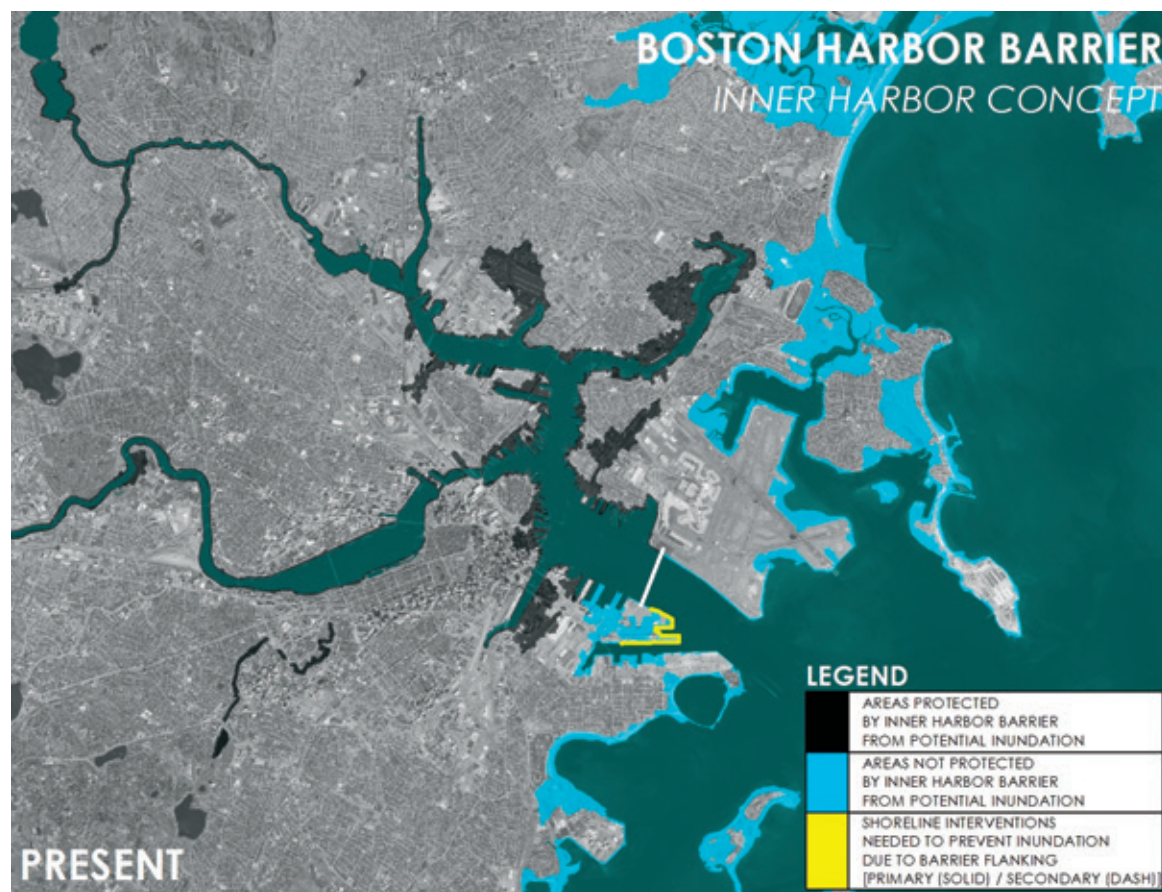 BOSTON HARBOR BARRIER
INNER HARBOR CONCEPT
LEGEND
AREAS PROTECTED
BY INNER HARBOR BARRIER
FROM POTENTIAL INUNDATION
AREAS NOT PROTECTED
BY INNER HARBOR BARRIER
FROM POTENTIAL INUNDATION
SHORELINE INTERVENTIONS
NEEDED TO PREVENT INUNDATION
DUE TO BARRIER FLANKING
[PRIMARY (SOLID) / SECONDARY (DASH)]
PRESENT